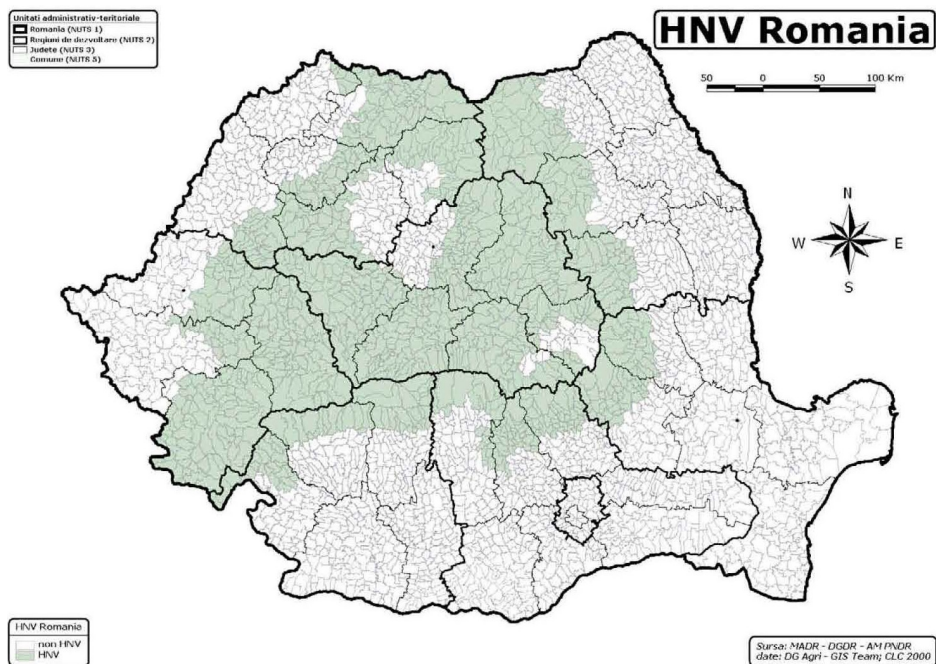 Unitati administrativ-teritoriale
Romania (NUTS 1)
Regiuni de dezvoltare (NUTS 2)
Judete (NUTS 3)
Comune (NUTS 5)
HNV Romania
50 0 50 100 Km
N
W E
S
HNV Romania
non HNV
HNV
Sursa: MADR - DGDR - AM PNDR
date: DG Agri - GIS Team; CLC 2000